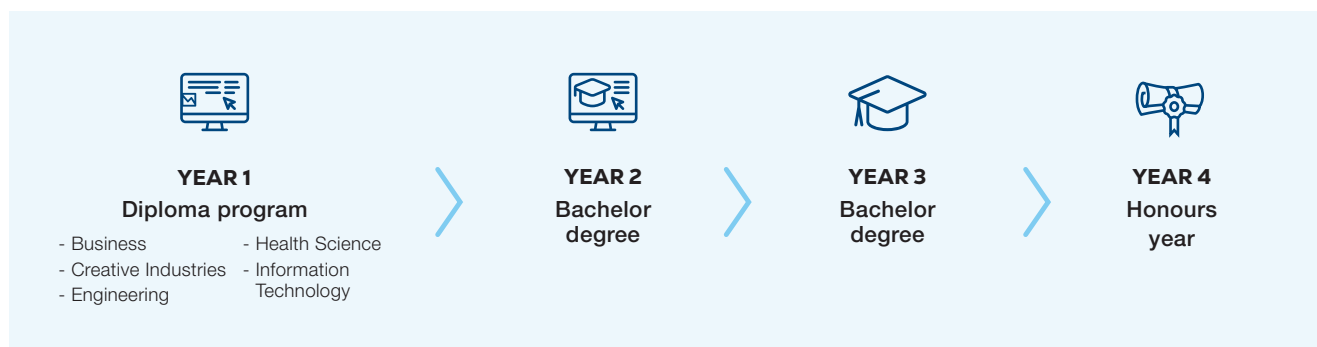 YEAR 1
Diploma program
- Business
- Creative Industries
- Engineering
- Health Science
- Information
Technology
YEAR 2
Bachelor
degree
YEAR 3
Bachelor
degree
YEAR 4
Honours
year